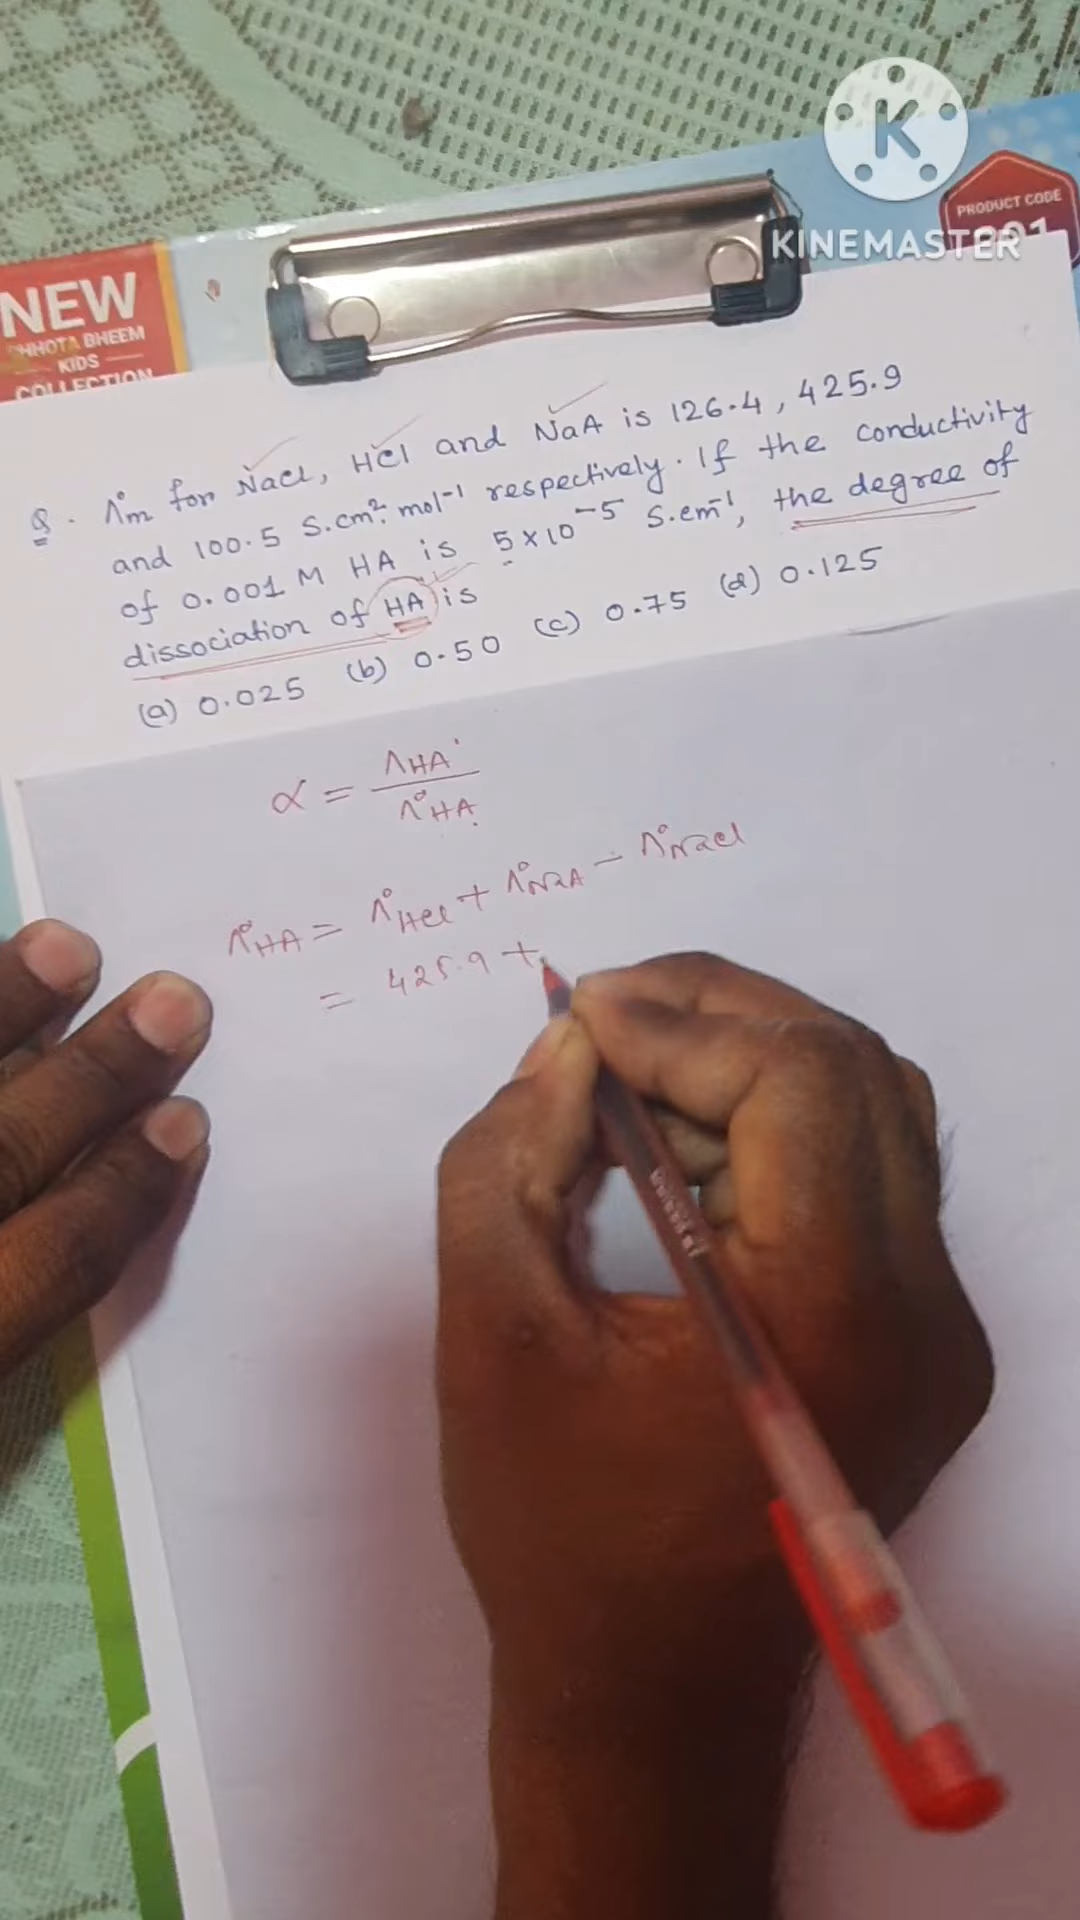 KINEMASTER
PRODUCT CODE
NEW
CHHOTA BHEEM
KIDS
COLLECTION
Q. Λ°m for NaCl, HCl and NaA is 126.4, 425.9
and 100.5 S.cm². mol⁻¹ respectively. If the conductivity
of 0.001 M HA is 5×10⁻⁵ S.cm⁻¹, the degree of
dissociation of HA is
(a) 0.025 (b) 0.50 (c) 0.75 (d) 0.125
α = ΛHA / Λ°HA
Λ°HA = Λ°HCl + Λ°NaA − Λ°NaCl
= 425.9 +